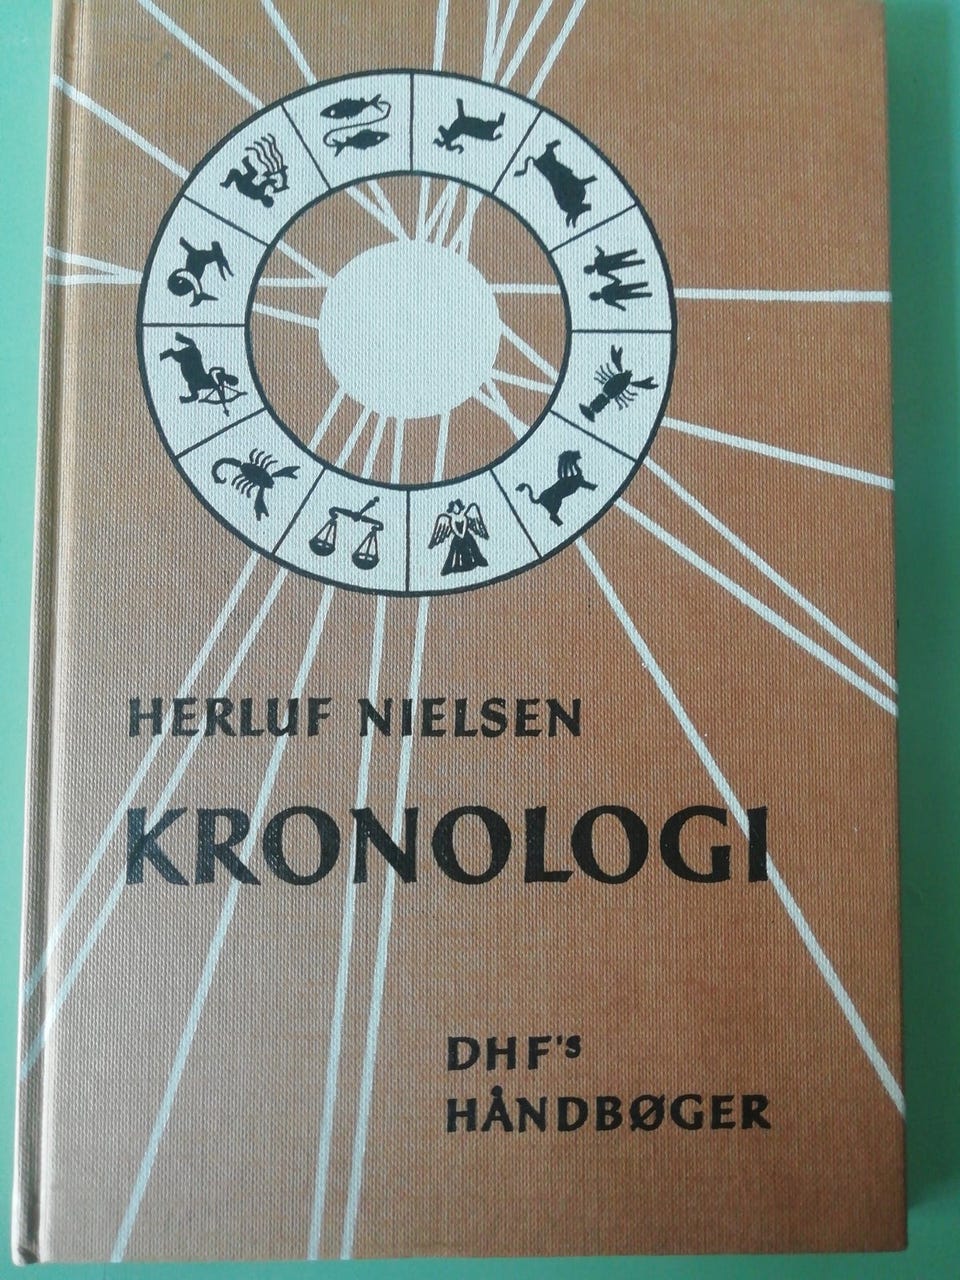 HERLUF NIELSEN
KRONOLOGI
DHF's
HÅNDBØGER